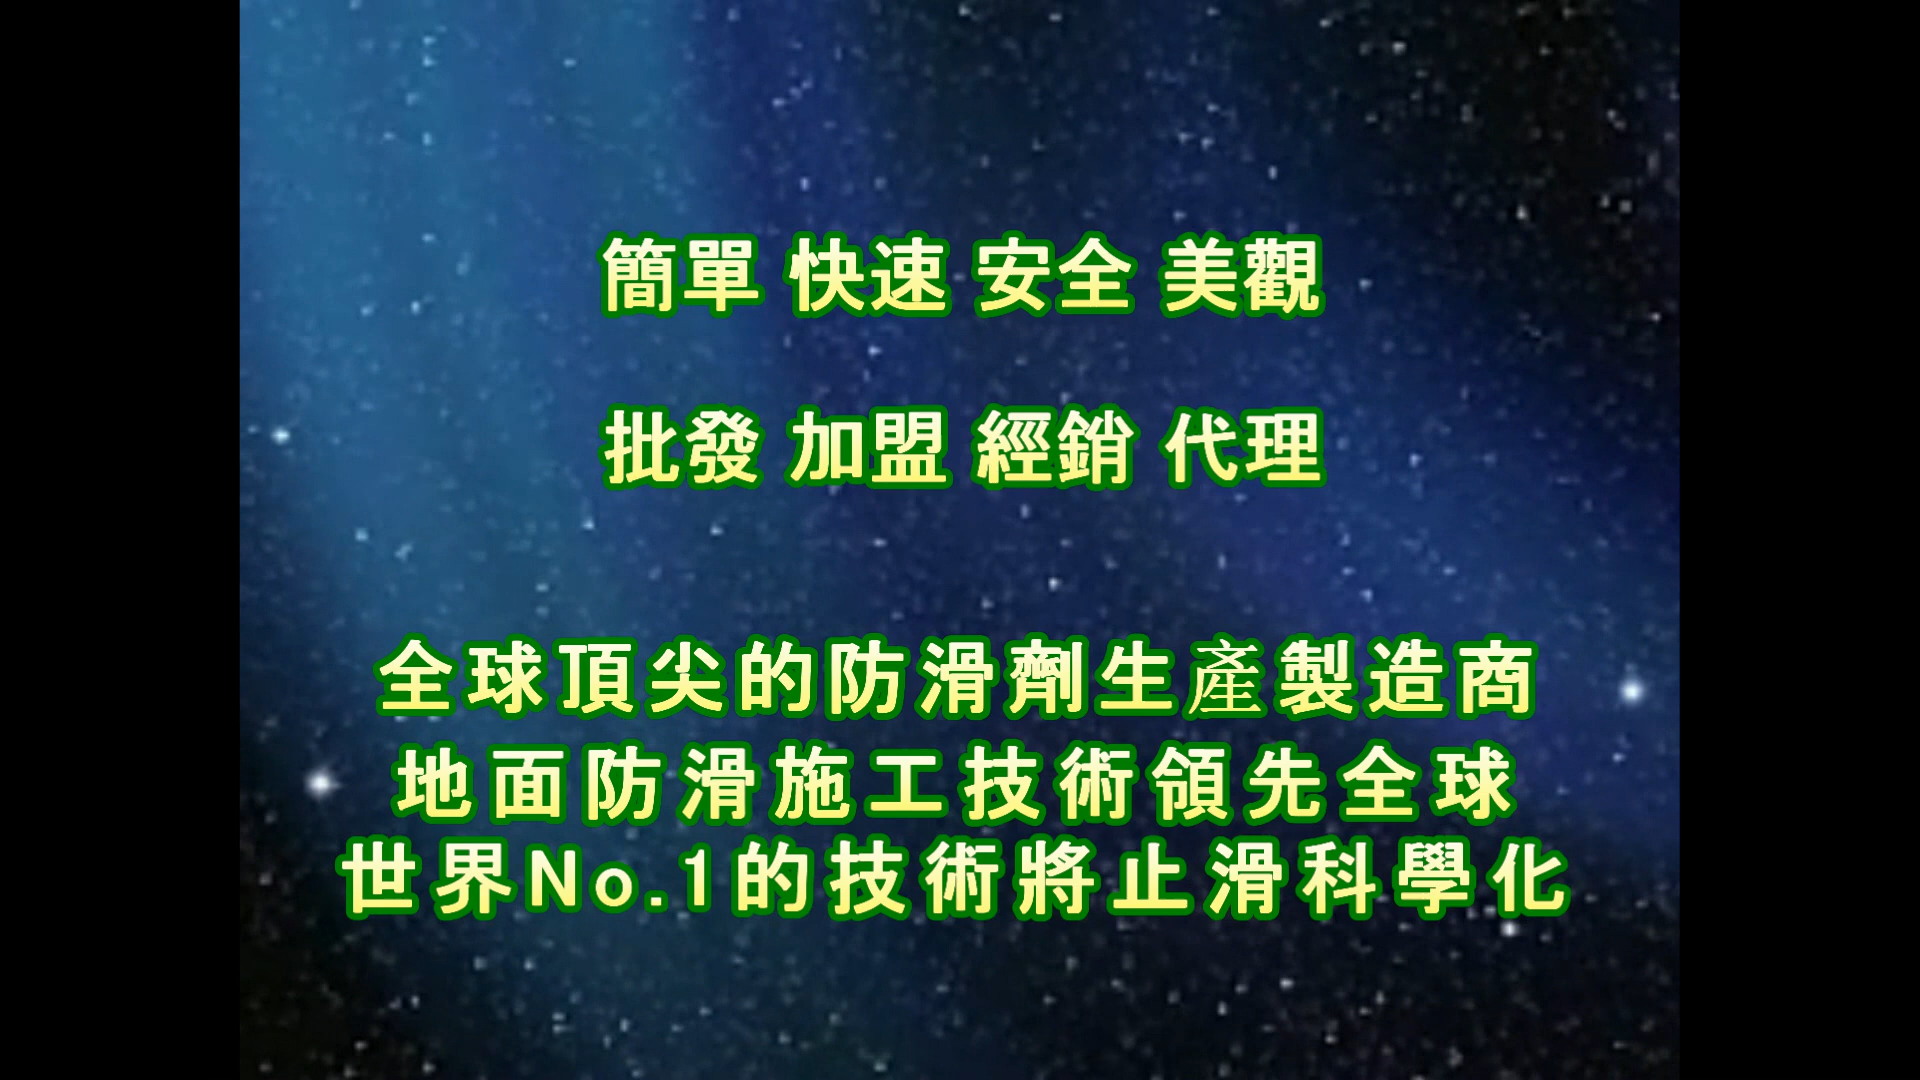 簡單 快速 安全 美觀
批發 加盟 經銷 代理
全球頂尖的防滑劑生產製造商
地面防滑施工技術領先全球
世界No.1的技術將止滑科學化